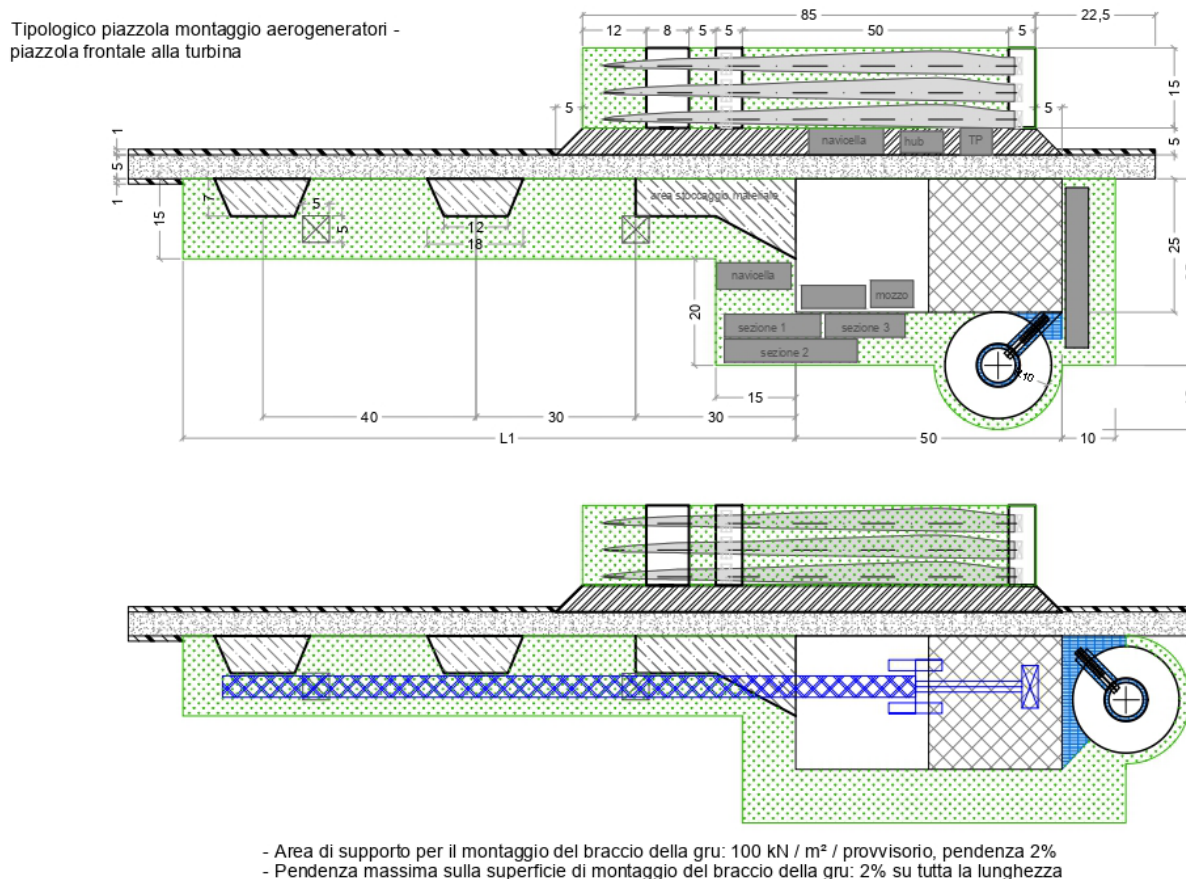 Tipologico piazzola montaggio aerogeneratori -
piazzola frontale alla turbina
85
22,5
12
8
5
5
50
5
15
5
5
5
navicella
hub
TP
1
5
1
15
7
5
5
12
18
area stoccaggio materiale
25
navicella
mozzo
20
sezione 1
sezione 3
sezione 2
10
15
40
30
30
L1
50
10
- Area di supporto per il montaggio del braccio della gru: 100 kN / m² / provvisorio, pendenza 2%
- Pendenza massima sulla superficie di montaggio del braccio della gru: 2% su tutta la lunghezza